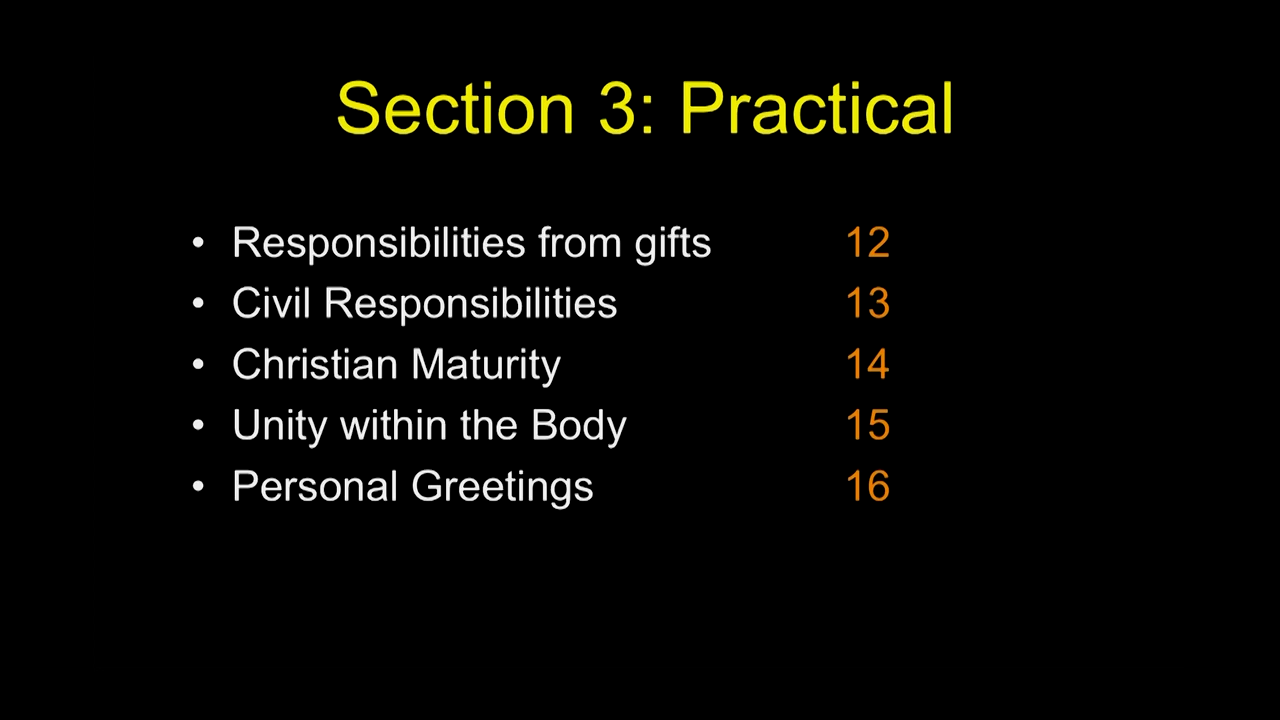 Section 3: Practical
• Responsibilities from gifts 12
• Civil Responsibilities 13
• Christian Maturity 14
• Unity within the Body 15
• Personal Greetings 16